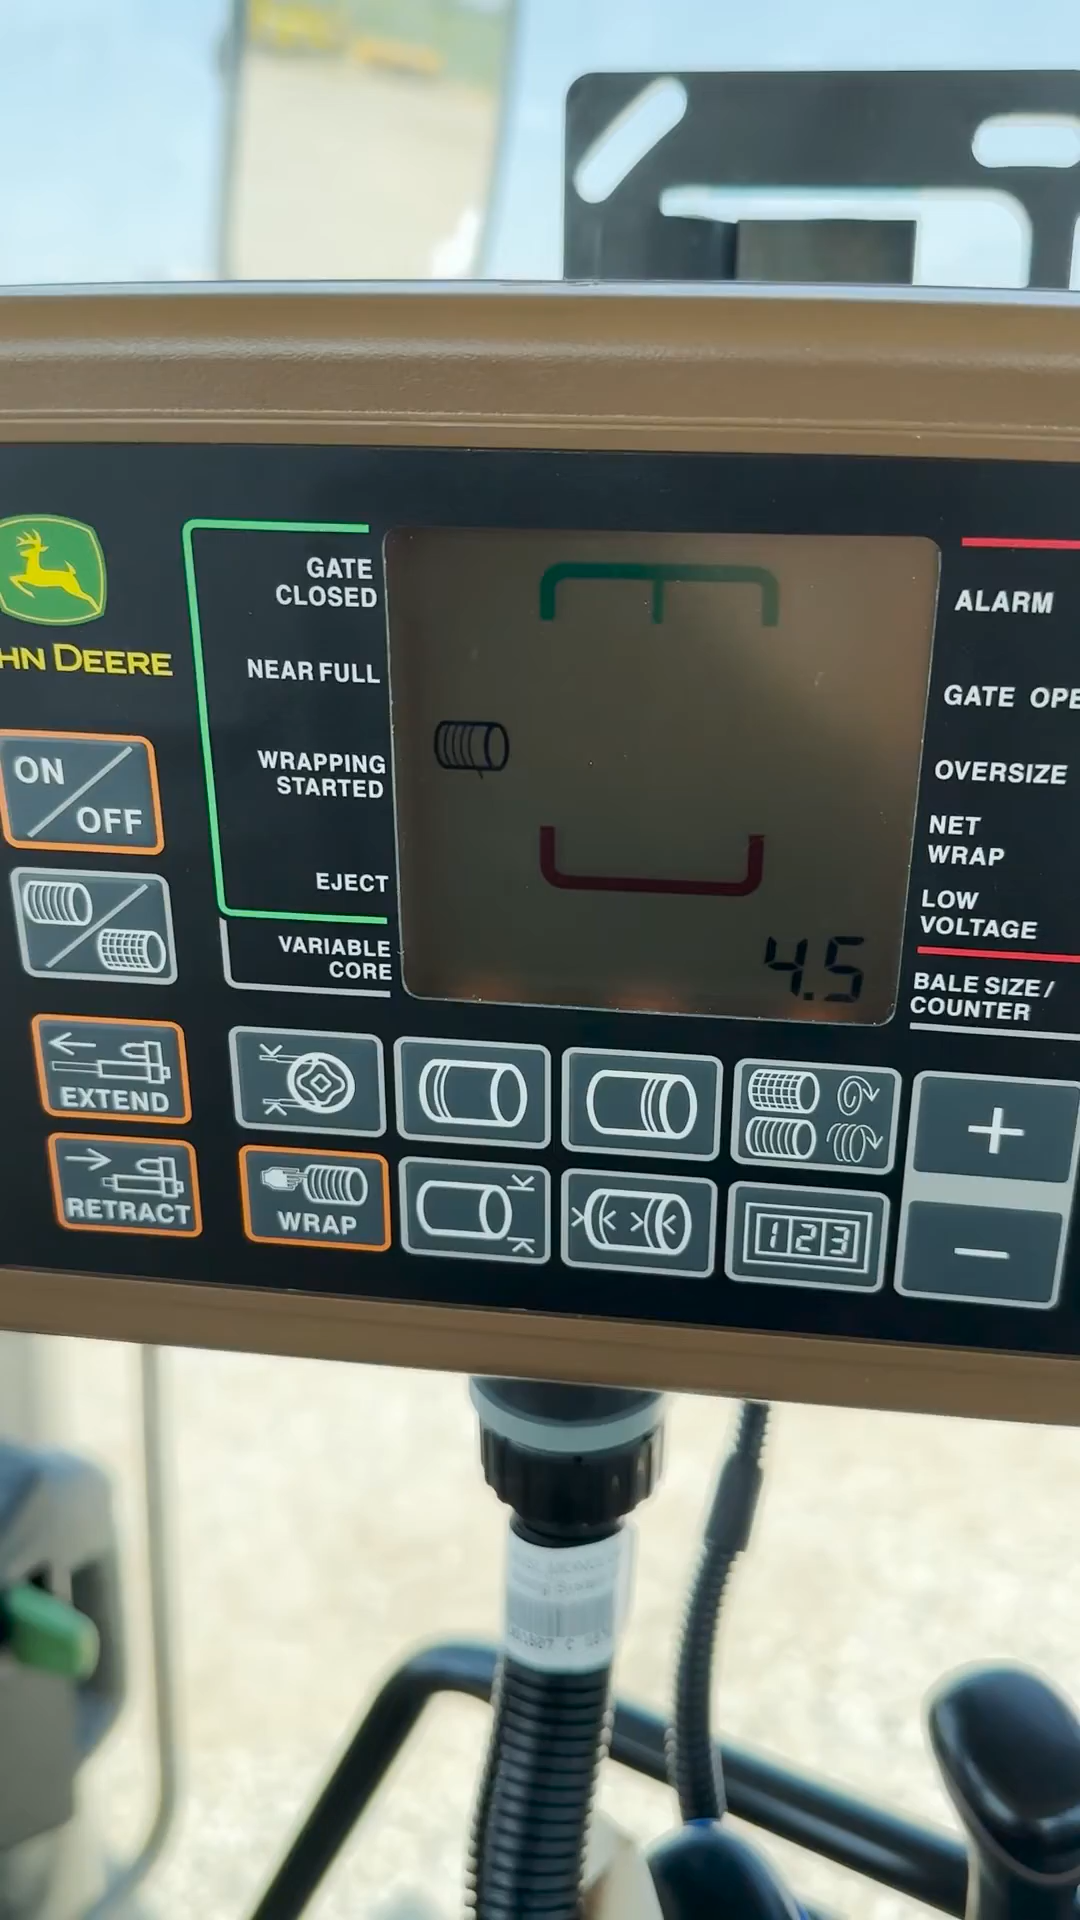 GATE
CLOSED
NEAR FULL
WRAPPING
STARTED
EJECT
VARIABLE
CORE
ALARM
GATE OPE
OVERSIZE
NET
WRAP
LOW
VOLTAGE
BALE SIZE/
COUNTER
4.5
HN DEERE
ON
OFF
EXTEND
RETRACT
WRAP
123
+
−